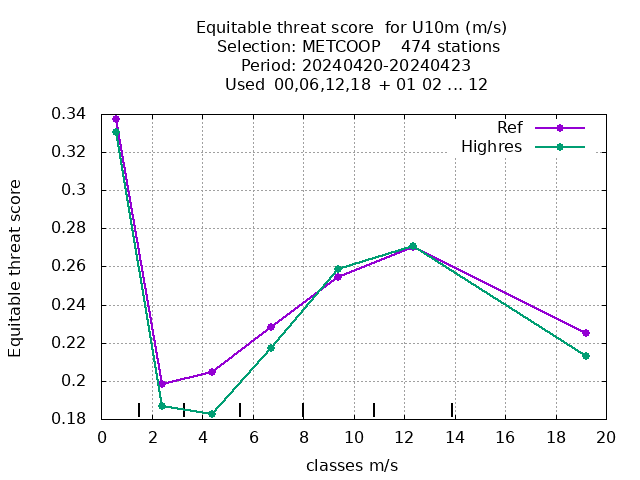 Equitable threat score  for U10m (m/s)
Selection: METCOOP    474 stations
Period: 20240420-20240423
Used  00,06,12,18  + 01 02 ... 12
Ref
Highres
Equitable threat score
0.34
0.32
0.3
0.28
0.26
0.24
0.22
0.2
0.18
0 2 4 6 8 10 12 14 16 18 20
classes m/s